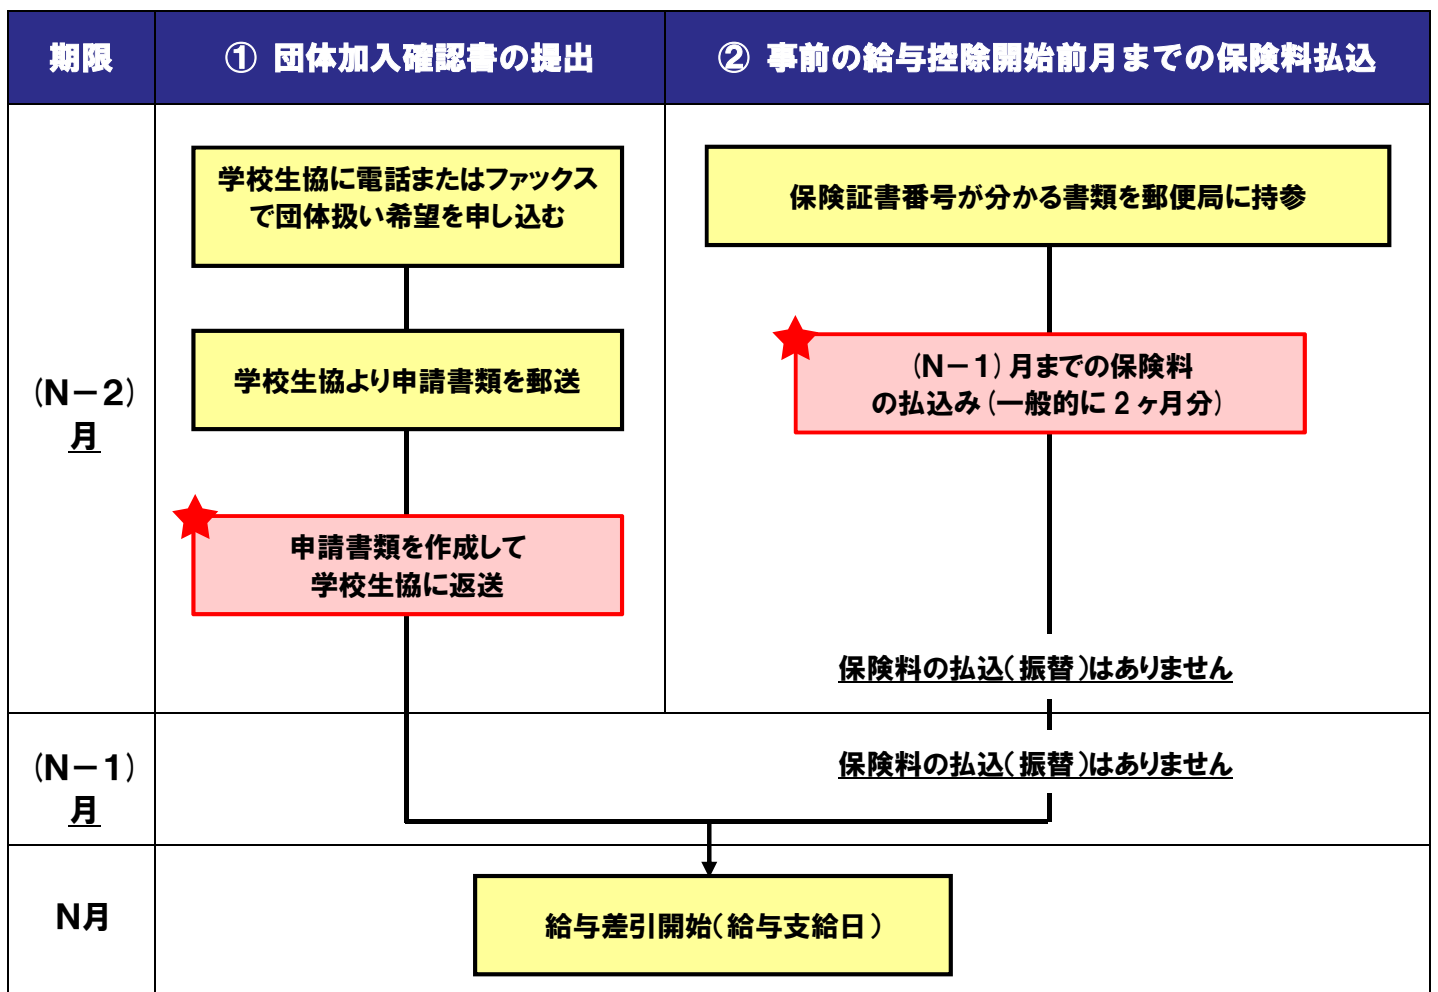 期限
① 団体加入確認書の提出
② 事前の給与控除開始前月までの保険料払込
(N－2)
月
学校生協に電話またはファックス
で団体扱い希望を申し込む
学校生協より申請書類を郵送
申請書類を作成して
学校生協に返送
保険証書番号が分かる書類を郵便局に持参
(N－1)月までの保険料
の払込み(一般的に2ヶ月分)
保険料の払込(振替)はありません
(N－1)
月
保険料の払込(振替)はありません
N月
給与差引開始(給与支給日)